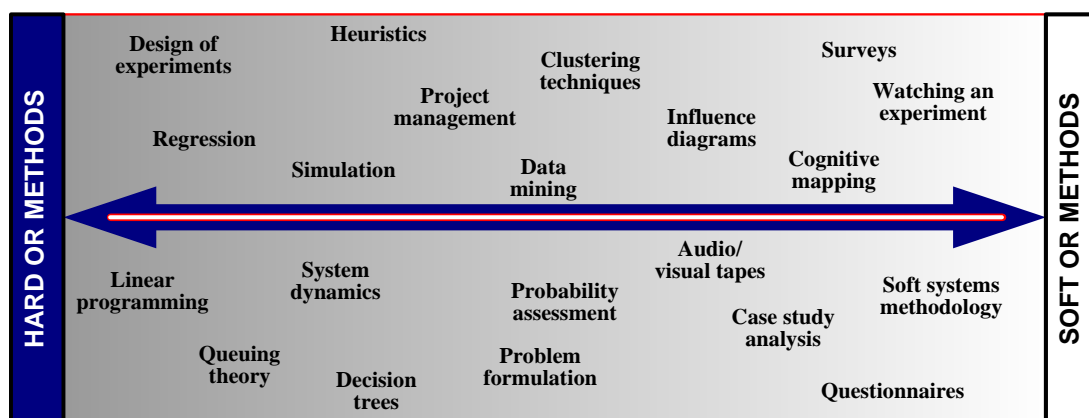 HARD OR METHODS
Design of
experiments
Heuristics
Clustering
techniques
Surveys
Project
management
Watching an
experiment
Influence
diagrams
Regression
Simulation
Data
mining
Cognitive
mapping
Linear
programming
System
dynamics
Probability
assessment
Audio/
visual tapes
Case study
analysis
Soft systems
methodology
Queuing
theory
Decision
trees
Problem
formulation
Questionnaires
SOFT OR METHODS